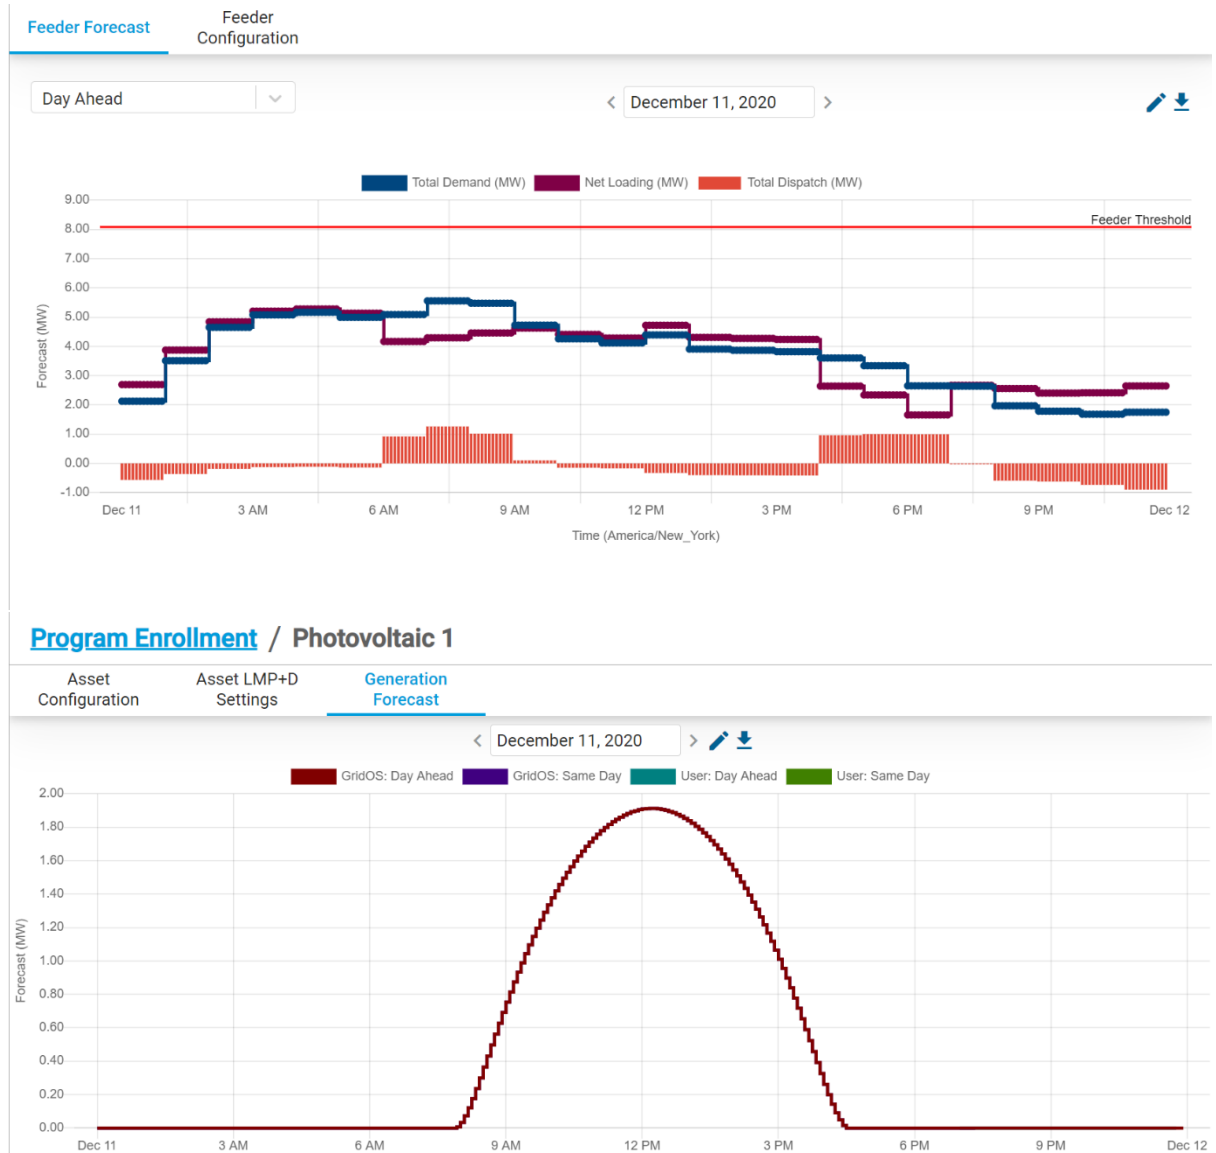 Feeder Forecast
Feeder
Configuration
Day Ahead
December 11, 2020
Total Demand (MW) Net Loading (MW) Total Dispatch (MW)
9.00
8.00
7.00
6.00
5.00
4.00
3.00
2.00
1.00
0.00
-1.00
Forecast (MW)
Feeder Threshold
Dec 11 3 AM 6 AM 9 AM 12 PM 3 PM 6 PM 9 PM Dec 12
Time (America/New_York)
Program Enrollment / Photovoltaic 1
Asset
Configuration
Asset LMP+D
Settings
Generation
Forecast
December 11, 2020
GridOS: Day Ahead GridOS: Same Day User: Day Ahead User: Same Day
2.00
1.80
1.60
1.40
1.20
1.00
0.80
0.60
0.40
0.20
0.00
Forecast (MW)
Dec 11 3 AM 6 AM 9 AM 12 PM 3 PM 6 PM 9 PM Dec 12